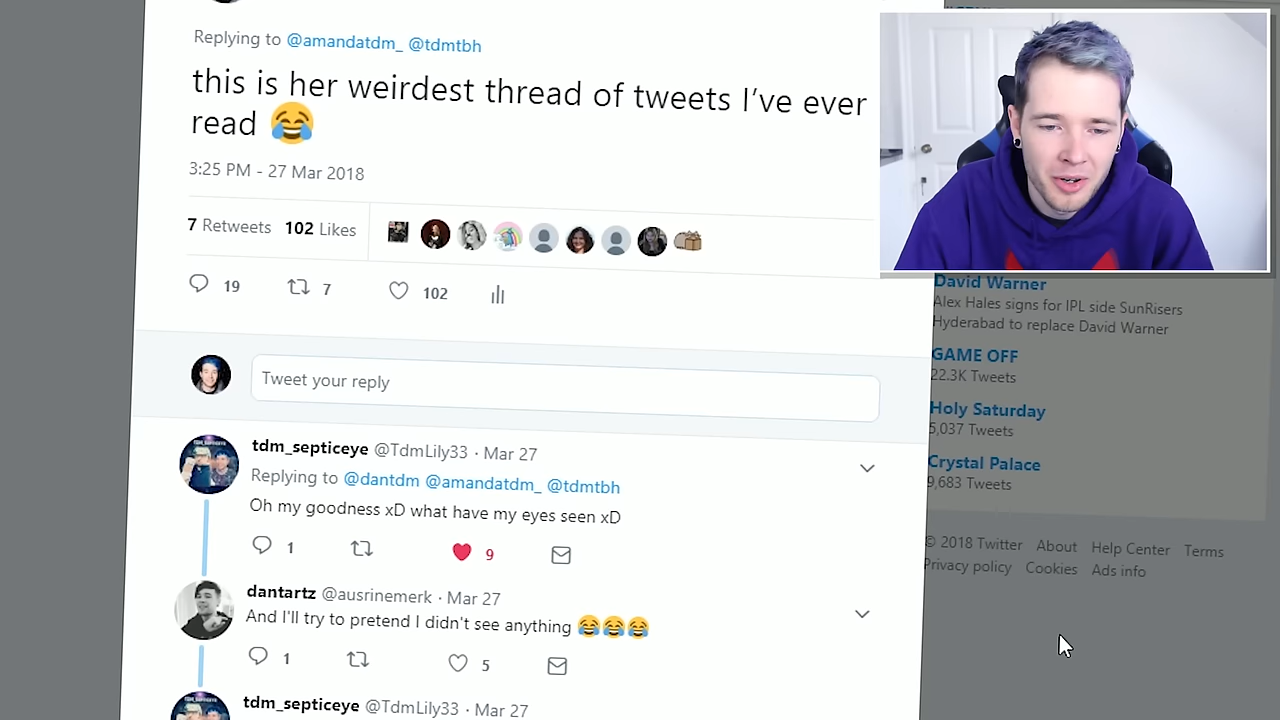 Replying to @amandatdm_ @tdmtbh
this is her weirdest thread of tweets I’ve ever
read 😂
3:25 PM - 27 Mar 2018
7 Retweets 102 Likes
19 7 102
Tweet your reply
tdm_septiceye @TdmLily33 · Mar 27
Replying to @dantdm @amandatdm_ @tdmtbh
Oh my goodness xD what have my eyes seen xD
1 9
dantartz @ausrinemerk · Mar 27
And I'll try to pretend I didn't see anything 😂😂😂
1 5
tdm_septiceye @TdmLily33 · Mar 27
David Warner
Alex Hales signs for IPL side SunRisers
Hyderabad to replace David Warner
GAME OFF
22.3K Tweets
Holy Saturday
5,037 Tweets
Crystal Palace
9,683 Tweets
© 2018 Twitter About Help Center Terms
Privacy policy Cookies Ads info